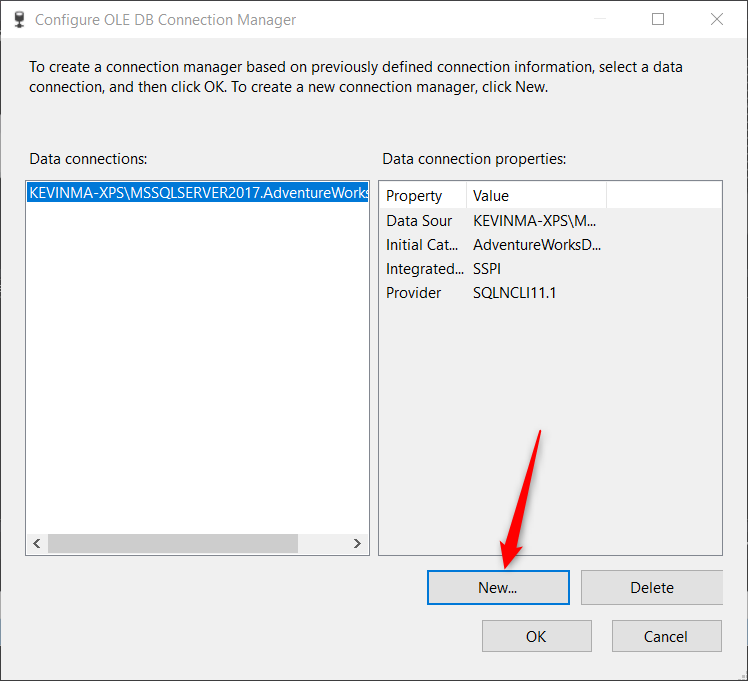 Configure OLE DB Connection Manager
To create a connection manager based on previously defined connection information, select a data
connection, and then click OK. To create a new connection manager, click New.
Data connections:
Data connection properties:
KEVINMA-XPS\MSSQLSERVER2017.AdventureWorks
Property Value
Data Sour KEVINMA-XPS\M...
Initial Cat... AdventureWorksD...
Integrated... SSPI
Provider SQLNCLI11.1
New... Delete
OK Cancel